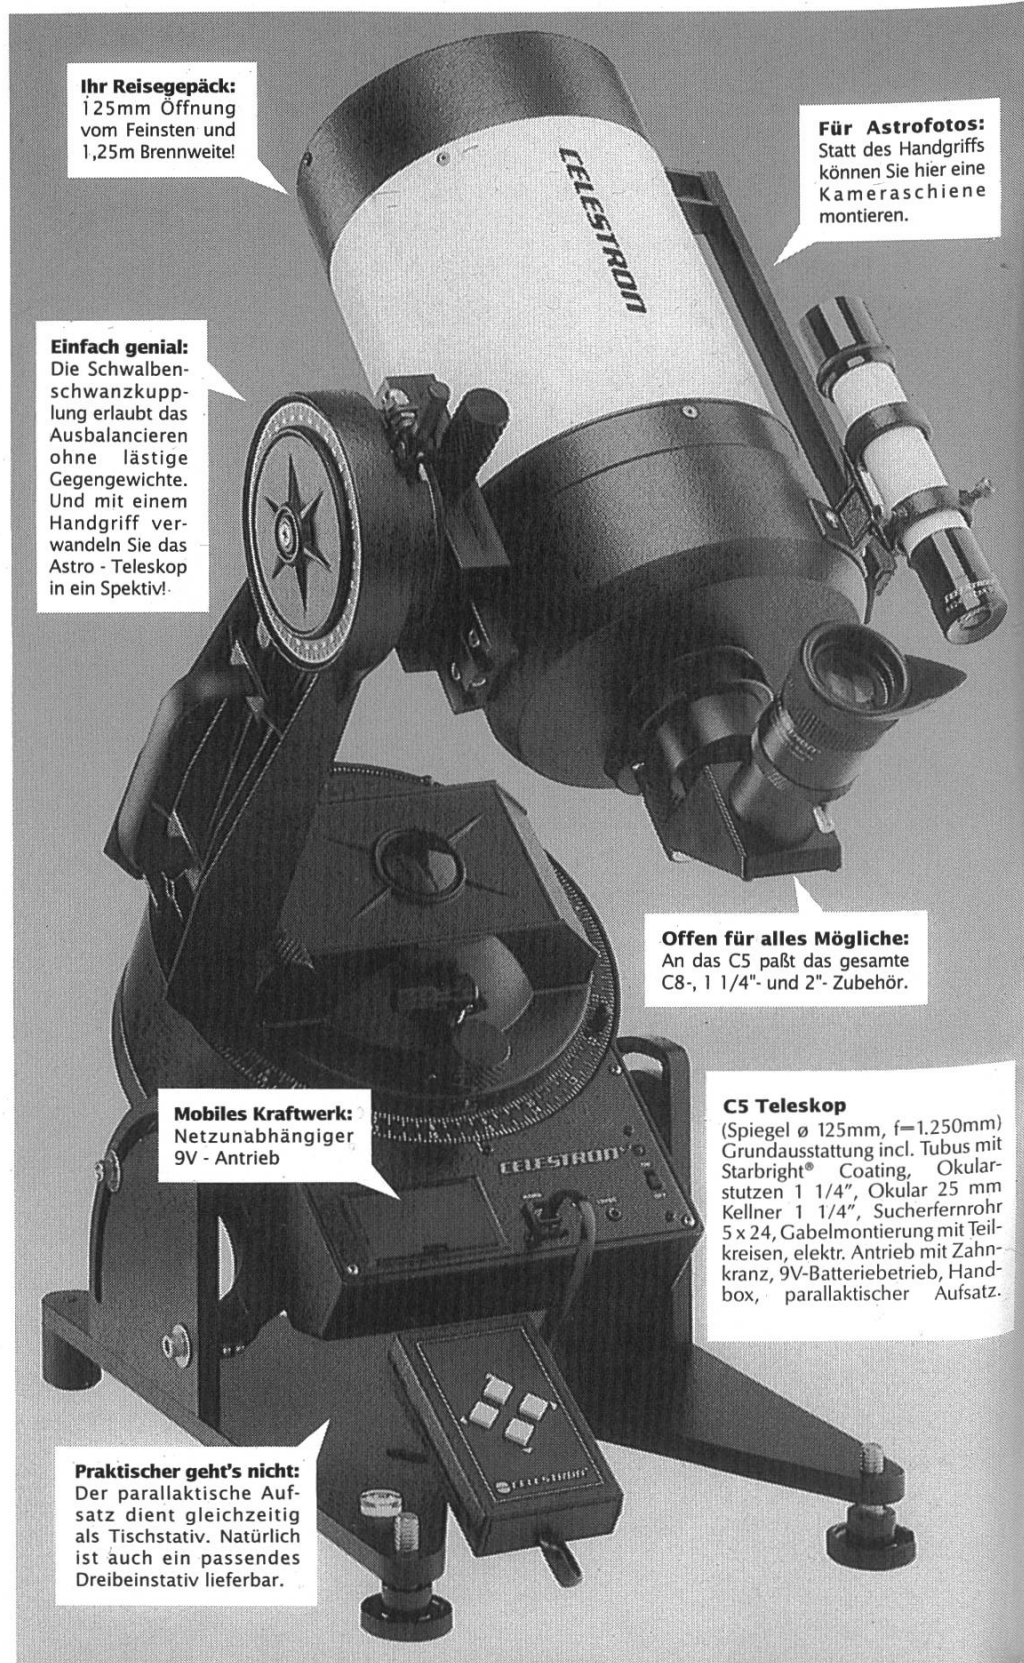 Ihr Reisegepäck:
125mm Öffnung
vom Feinsten und
1,25m Brennweite!
CELESTRON
Für Astrofotos:
Statt des Handgriffs
können Sie hier eine
Kameraschiene
montieren.
Einfach genial:
Die Schwalben-
schwanzkupp-
lung erlaubt das
Ausbalancieren
ohne lästige
Gegengewichte.
Und mit einem
Handgriff ver-
wandeln Sie das
Astro - Teleskop
in ein Spektiv!
CELESTRON
Offen für alles Mögliche:
An das C5 paßt das gesamte
C8-, 1 1/4"- und 2"- Zubehör.
Mobiles Kraftwerk:
Netzunabhängiger
9V - Antrieb
CELESTRON
ON
OFF
C5 Teleskop
(Spiegel ø 125mm, f=1.250mm)
Grundausstattung incl. Tubus mit
Starbright® Coating, Okular-
stutzen 1 1/4", Okular 25 mm
Kellner 1 1/4", Sucherfernrohr
5 x 24, Gabelmontierung mit Teil-
kreisen, elektr. Antrieb mit Zahn-
kranz, 9V-Batteriebetrieb, Hand-
box, parallaktischer Aufsatz.
CELESTRON
Praktischer geht's nicht:
Der parallaktische Auf-
satz dient gleichzeitig
als Tischstativ. Natürlich
ist auch ein passendes
Dreibeinstativ lieferbar.